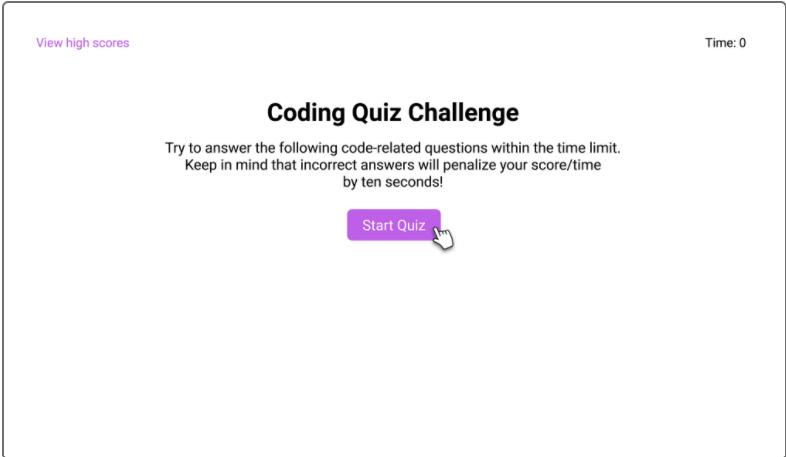 View high scores
Time: 0
Coding Quiz Challenge
Try to answer the following code-related questions within the time limit.
Keep in mind that incorrect answers will penalize your score/time
by ten seconds!
Start Quiz